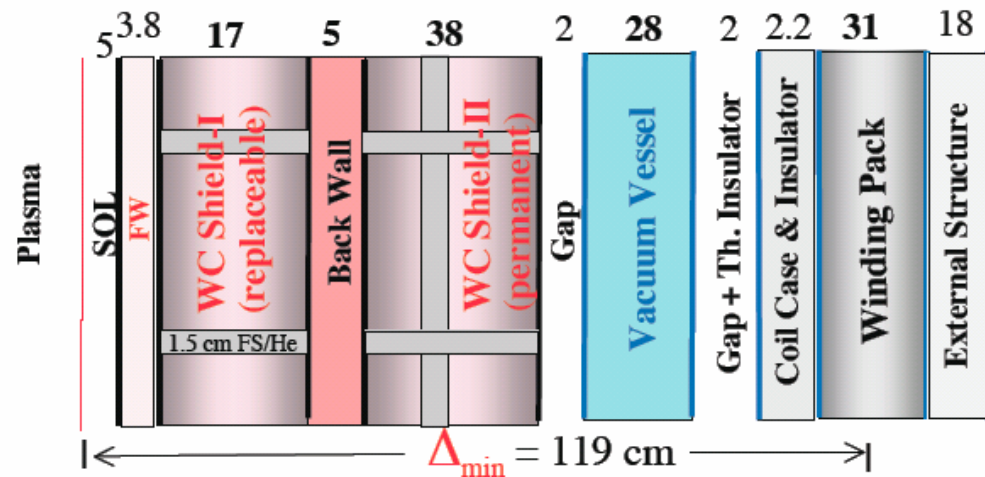 5 3.8 17 5 38 2 28 2 2.2 31 18
Plasma
SOL
FW
WC Shield-I
(replaceable)
1.5 cm FS/He
Back Wall
WC Shield-II
(permanent)
Gap
Vacuum Vessel
Gap + Th. Insulator
Coil Case & Insulator
Winding Pack
External Structure
Δmin = 119 cm